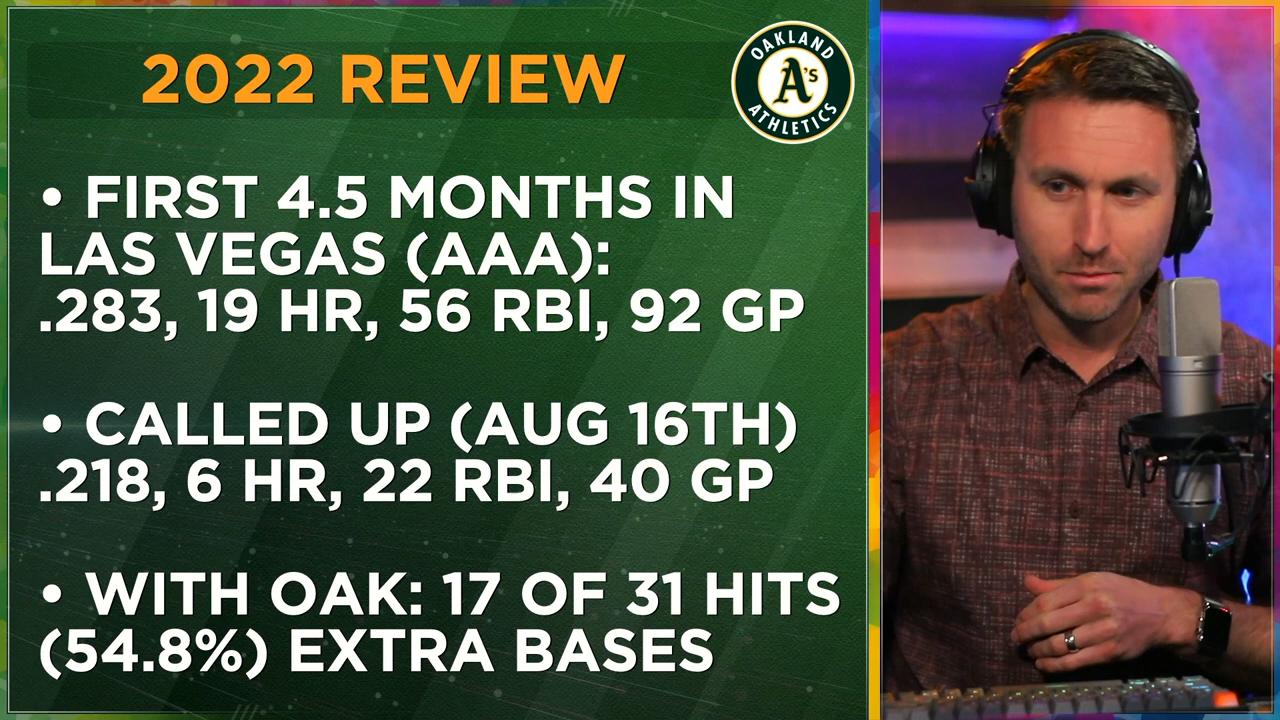 2022 REVIEW
OAKLAND
A's
ATHLETICS
• FIRST 4.5 MONTHS IN
LAS VEGAS (AAA):
.283, 19 HR, 56 RBI, 92 GP
• CALLED UP (AUG 16TH)
.218, 6 HR, 22 RBI, 40 GP
• WITH OAK: 17 OF 31 HITS
(54.8%) EXTRA BASES